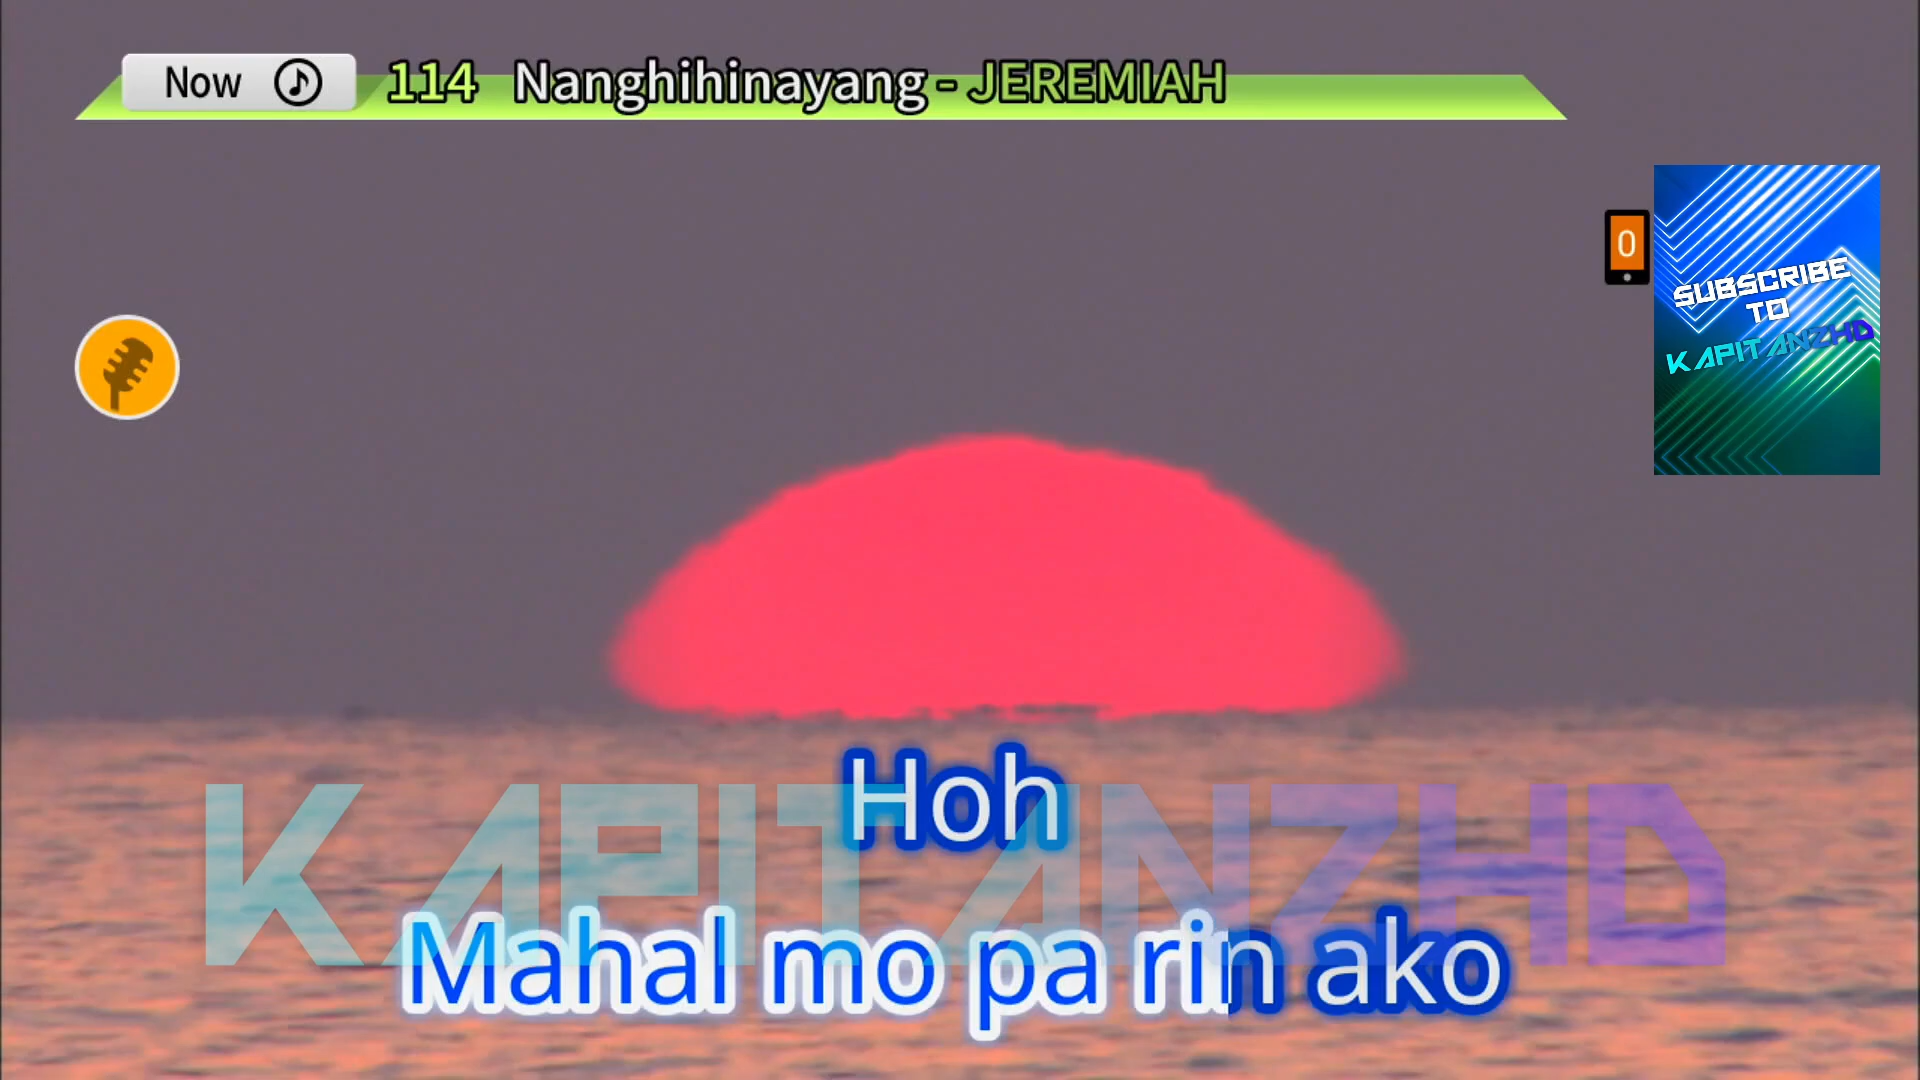 Now
114 Nanghihinayang - JEREMIAH
0
SUBSCRIBE
TO
KAPITANZHD
Hoh
KAPITANZHD
Mahal mo pa rin ako